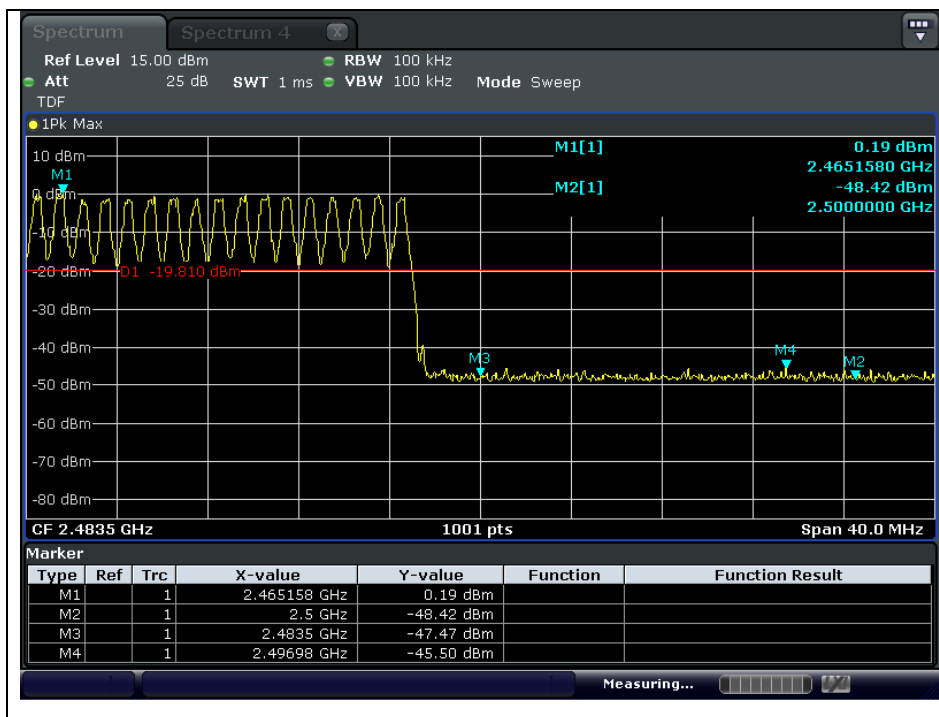 Spectrum Spectrum 4 X
Ref Level 15.00 dBm RBW 100 kHz
Att 25 dB SWT 1 ms VBW 100 kHz Mode Sweep
TDF
1Pk Max
M1[1] 0.19 dBm
2.4651580 GHz
M2[1] -48.42 dBm
2.5000000 GHz
10 dBm
M1
0 dBm
-10 dBm
-20 dBm
D1 -19.810 dBm
-30 dBm
-40 dBm
M3
M4
M2
-50 dBm
-60 dBm
-70 dBm
-80 dBm
CF 2.4835 GHz 1001 pts Span 40.0 MHz
Marker
Type Ref Trc X-value Y-value Function Function Result
M1 1 2.465158 GHz 0.19 dBm
M2 1 2.5 GHz -48.42 dBm
M3 1 2.4835 GHz -47.47 dBm
M4 1 2.49698 GHz -45.50 dBm
Measuring...